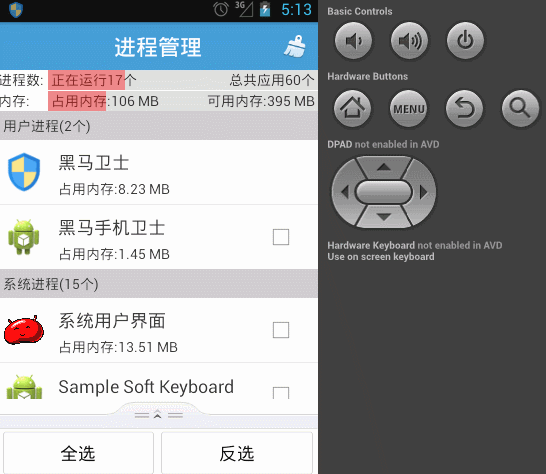 3G 5:13
进程管理
进程数: 正在运行17个 总共应用60个
内存: 占用内存:106 MB 可用内存:395 MB
用户进程(2个)
黑马卫士
占用内存:8.23 MB
黑马手机卫士
占用内存:1.45 MB
系统进程(15个)
系统用户界面
占用内存:13.51 MB
Sample Soft Keyboard
全选 反选
Basic Controls
Hardware Buttons
MENU
DPAD not enabled in AVD
Hardware Keyboard not enabled in AVD
Use on screen keyboard